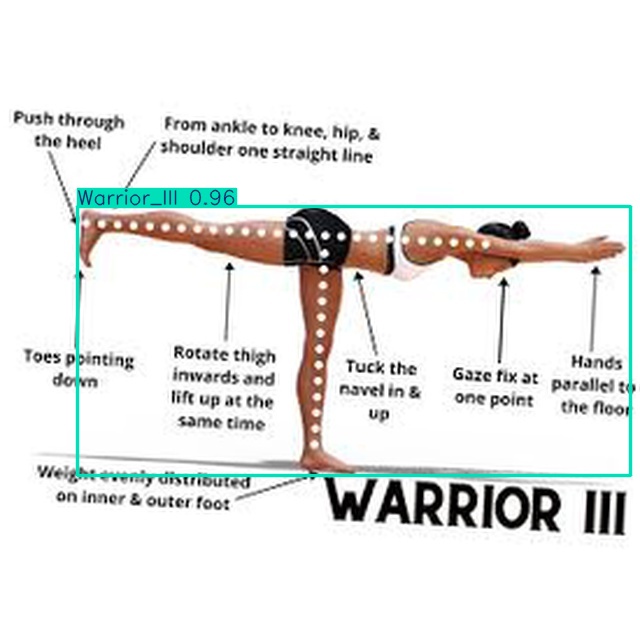 Push through
the heel
From ankle to knee, hip, &
shoulder one straight line
Warrior_III 0.96
Toes pointing
down
Rotate thigh
inwards and
lift up at the
same time
Tuck the
navel in &
up
Gaze fix at
one point
Hands
parallel to
the floor
Weight evenly distributed
on inner & outer foot
WARRIOR III